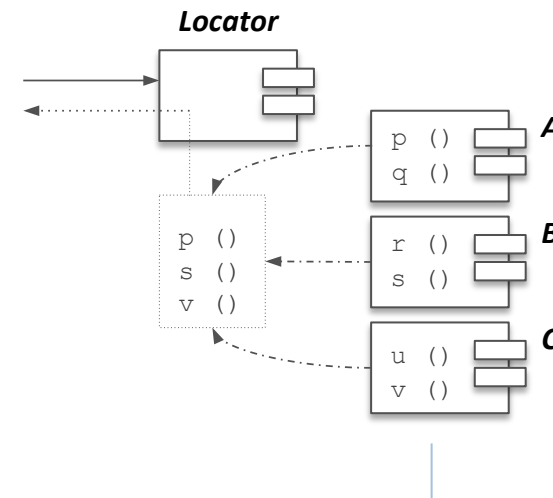 Locator
p ()
q ()
A
r ()
s ()
B
p ()
s ()
v ()
u ()
v ()
C